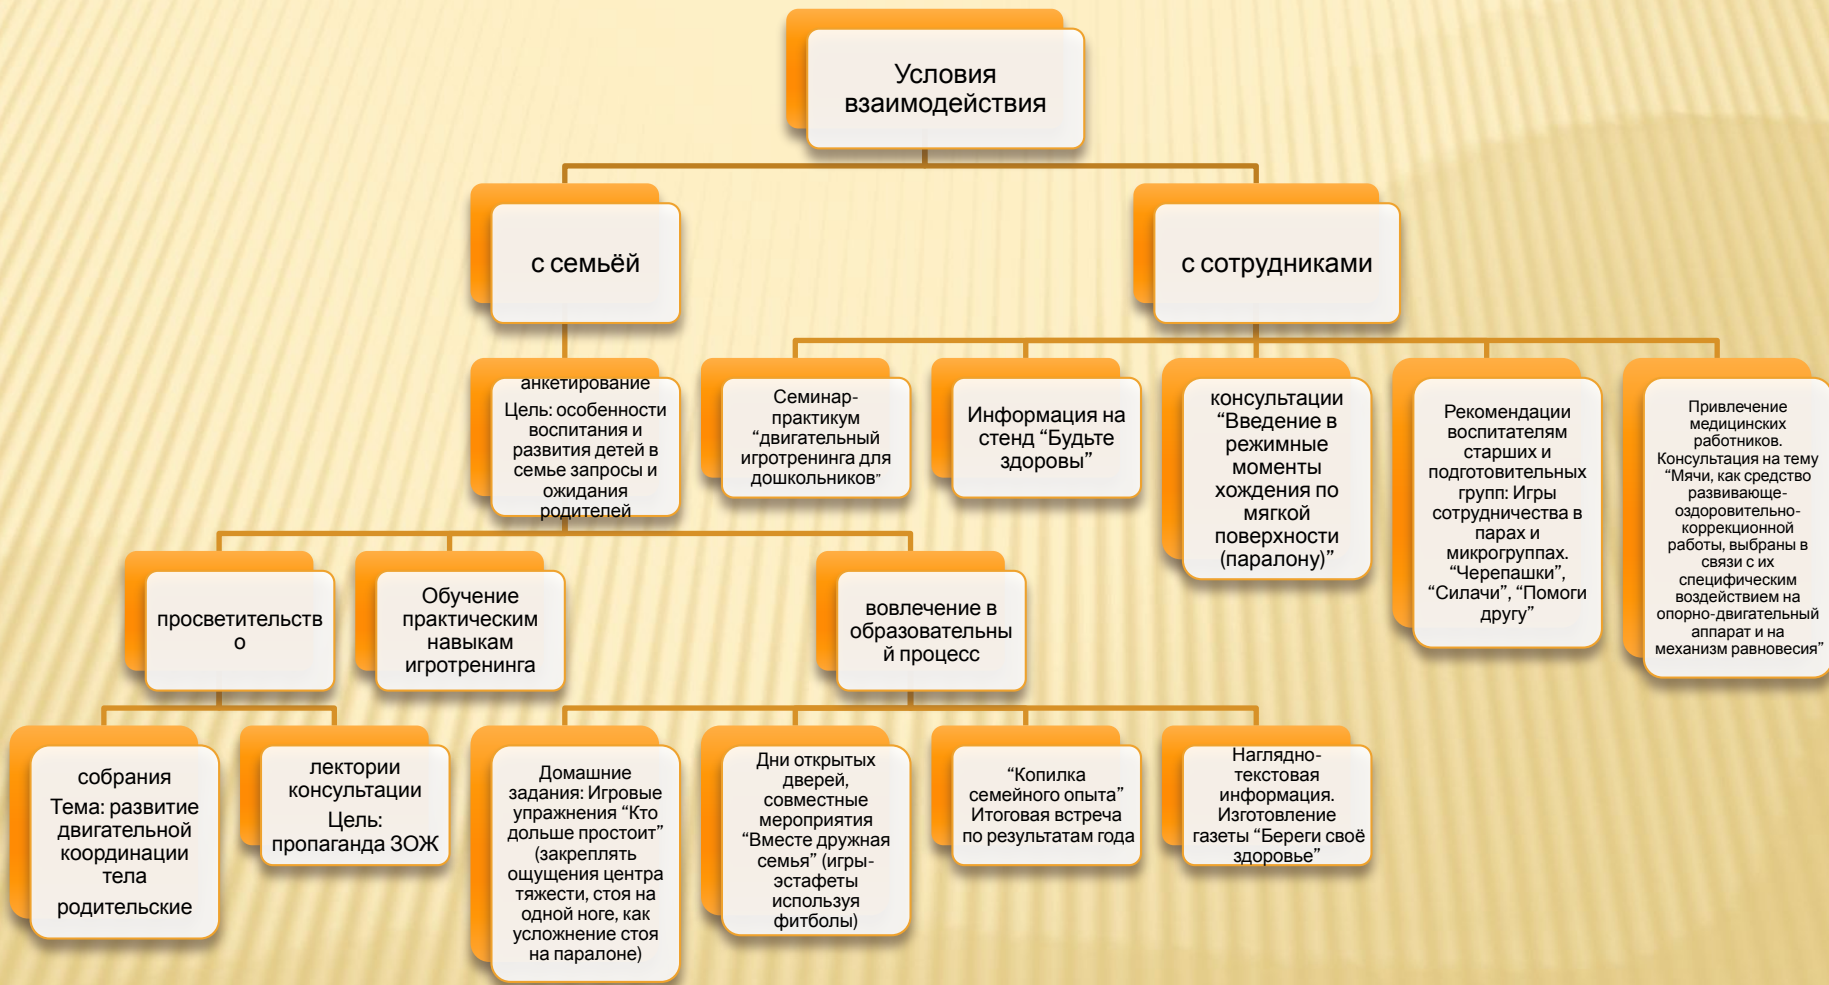 Условия
взаимодействия
с семьёй
с сотрудниками
анкетирование
Цель: особенности
воспитания и
развития детей в
семье запросы и
ожидания
родителей
Семинар-
практикум
“двигательный
игротренинга для
дошкольников”
Информация на
стенд “Будьте
здоровы”
консультации
“Введение в
режимные
моменты
хождения по
мягкой
поверхности
(паралону)”
Рекомендации
воспитателям
старших и
подготовительных
групп: Игры
сотрудничества в
парах и
микрогруппах.
“Черепашки”,
“Силачи”, “Помоги
другу”
Привлечение
медицинских
работников.
Консультация на тему
“Мячи, как средство
развивающе-
оздоровительно-
коррекционной
работы, выбраны в
связи с их
специфическим
воздействием на
опорно-двигательный
аппарат и на
механизм равновесия”
просветительств
о
Обучение
практическим
навыкам
игротренинга
вовлечение в
образовательны
й процесс
собрания
Тема: развитие
двигательной
координации
тела
родительские
лектории
консультации
Цель:
пропаганда ЗОЖ
Домашние
задания: Игровые
упражнения “Кто
дольше простоит”
(закреплять
ощущения центра
тяжести, стоя на
одной ноге, как
усложнение стоя
на паралоне)
Дни открытых
дверей,
совместные
мероприятия
“Вместе дружная
семья” (игры-
эстафеты
используя
фитболы)
“Копилка
семейного опыта”
Итоговая встреча
по результатам года
Наглядно-
текстовая
информация.
Изготовление
газеты “Береги своё
здоровье”